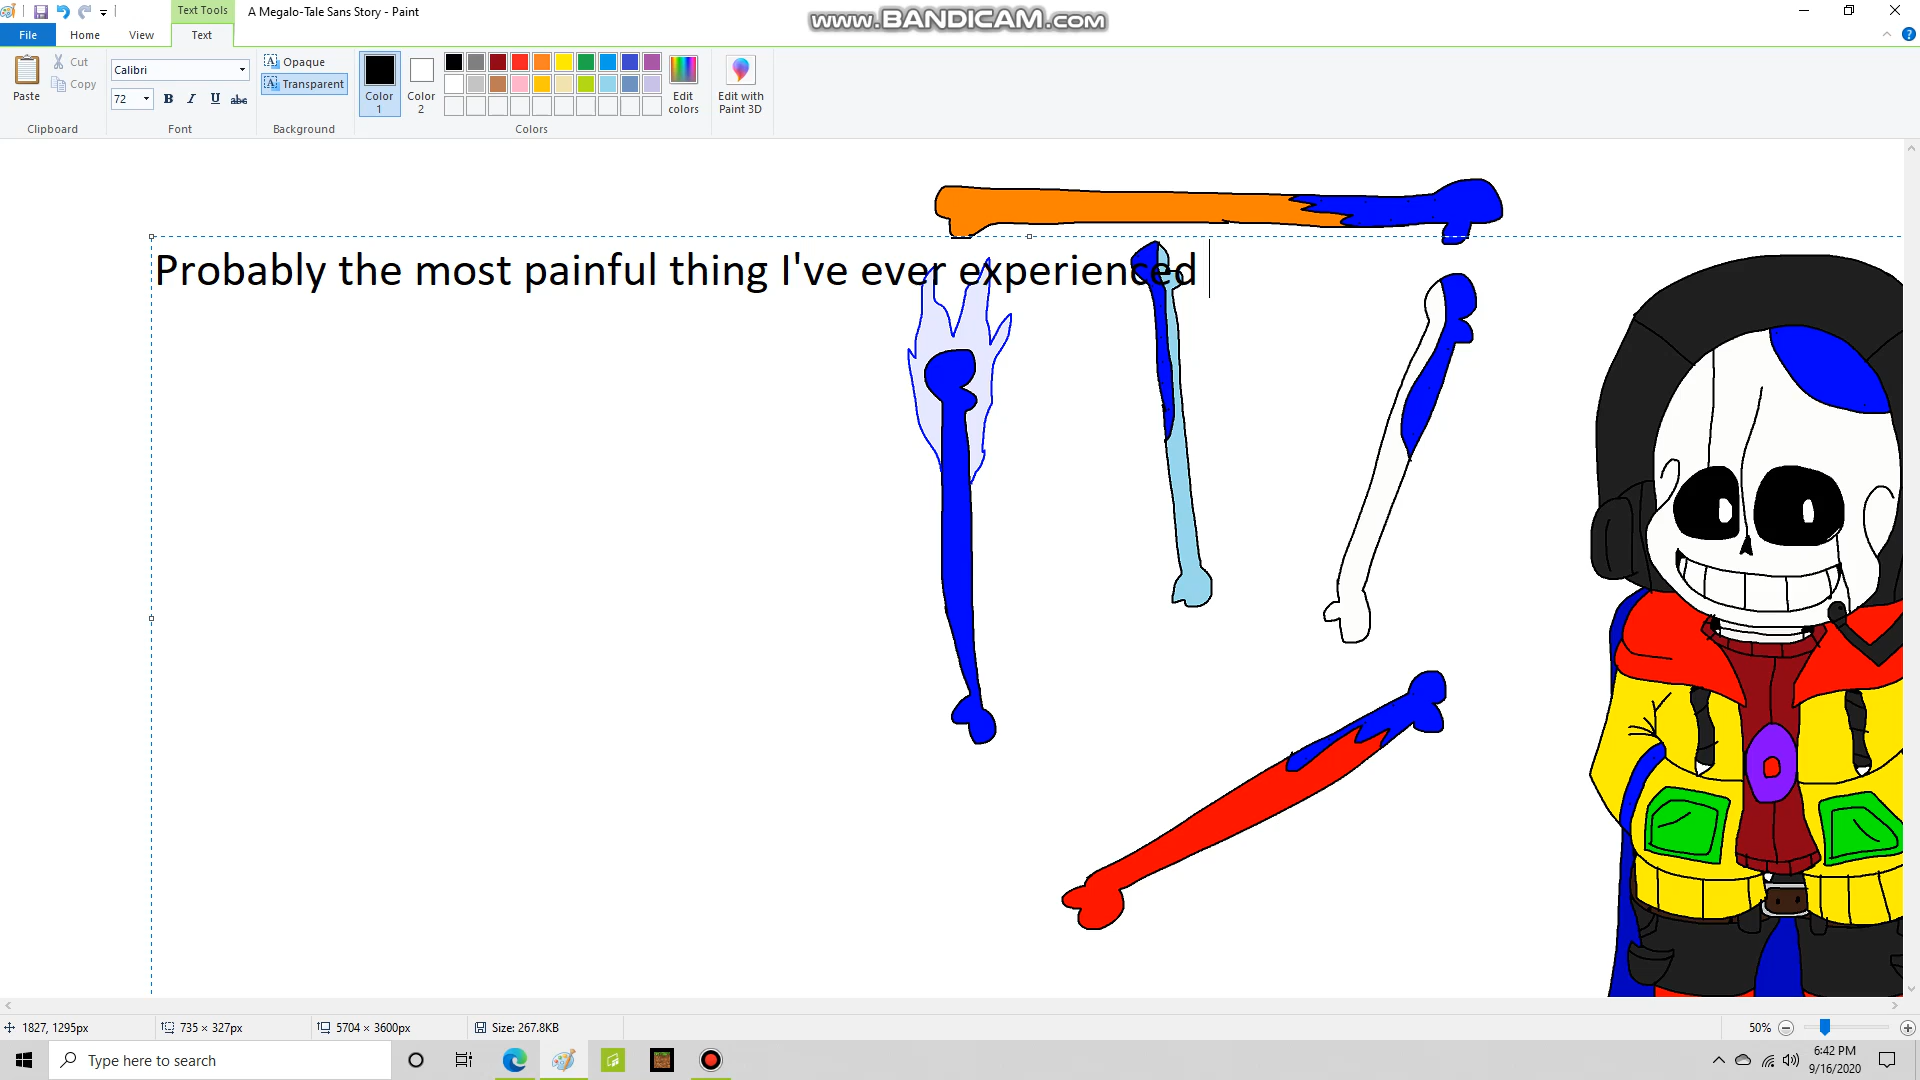 Text Tools
A Megalo-Tale Sans Story - Paint
www.BANDICAM.com
File
Home
View
Text
Paste
Cut
Copy
Clipboard
Calibri
72
B I U abc
Font
Opaque
Transparent
Background
Color 1
Color 2
Edit colors
Colors
Edit with Paint 3D
Probably the most painful thing I've ever experienced
1827, 1295px
735 × 327px
5704 × 3600px
Size: 267.8KB
50%
Type here to search
6:42 PM
9/16/2020